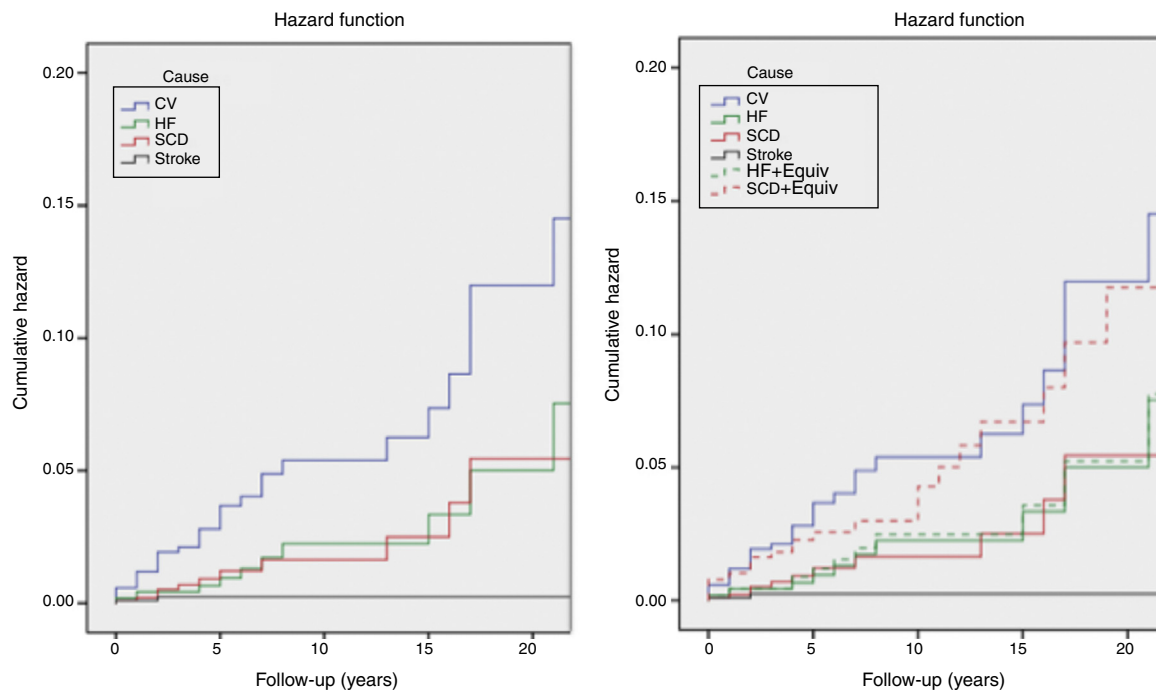 Hazard function
0.20
0.15
0.10
0.05
0.00
Cumulative hazard
Cause
CV
HF
SCD
Stroke
0 5 10 15 20
Follow-up (years)
Hazard function
0.20
0.15
0.10
0.05
0.00
Cumulative hazard
Cause
CV
HF
SCD
Stroke
HF+Equiv
SCD+Equiv
0 5 10 15 20
Follow-up (years)